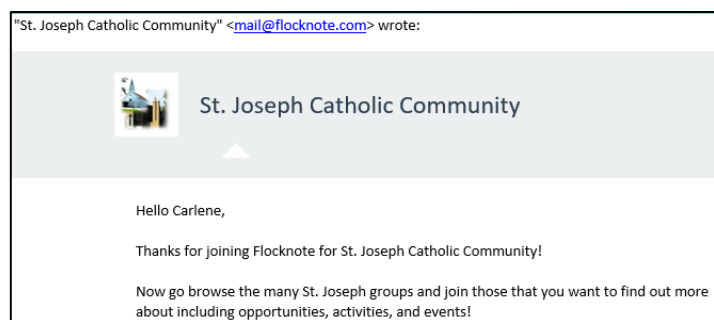 "St. Joseph Catholic Community" <mail@flocknote.com> wrote:
St. Joseph Catholic Community
Hello Carlene,
Thanks for joining Flocknote for St. Joseph Catholic Community!
Now go browse the many St. Joseph groups and join those that you want to find out more
about including opportunities, activities, and events!